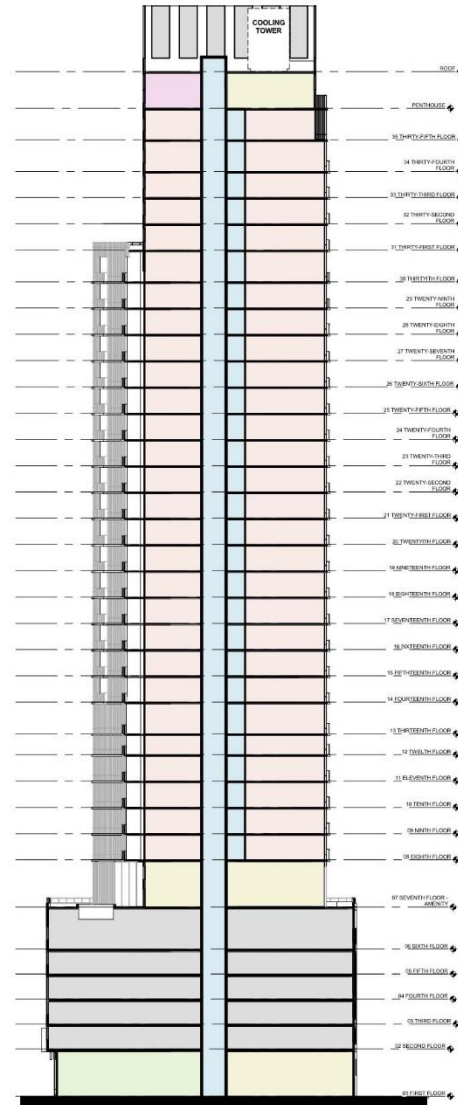 COOLING
TOWER
ROOF
PENTHOUSE
35 THIRTY-FIFTH FLOOR
34 THIRTY-FOURTH
FLOOR
33 THIRTY-THIRD FLOOR
32 THIRTY-SECOND
FLOOR
31 THIRTY-FIRST FLOOR
30 THIRTYITH FLOOR
29 TWENTY-NINTH
FLOOR
28 TWENTY-EIGHTH
FLOOR
27 TWENTY-SEVENTH
FLOOR
26 TWENTY-SIXTH FLOOR
25 TWENTY-FIFTH FLOOR
24 TWENTY-FOURTH
FLOOR
23 TWENTY-THIRD
FLOOR
22 TWENTY-SECOND
FLOOR
21 TWENTY-FIRST FLOOR
20 TWENTYITH FLOOR
19 NINETEENTH FLOOR
18 EIGHTEENTH FLOOR
17 SEVENTEENTH FLOOR
16 SIXTEENTH FLOOR
15 FIFTHTEENTH FLOOR
14 FOURTEENTH FLOOR
13 THIRTEENTH FLOOR
12 TWELTH FLOOR
11 ELEVENTH FLOOR
10 TENTH FLOOR
09 NINTH FLOOR
08 EIGHTH FLOOR
07 SEVENTH FLOOR -
AMENITY
06 SIXTH FLOOR
05 FIFTH FLOOR
04 FOURTH FLOOR
03 THIRD FLOOR
02 SECOND FLOOR
01 FIRST FLOOR